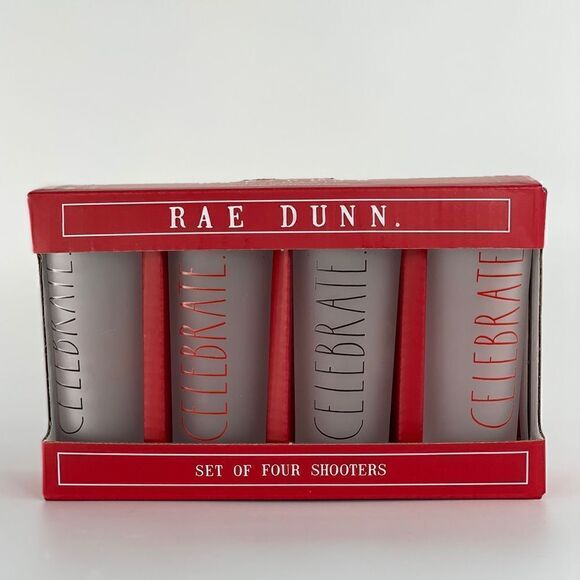 RAE DUNN.
CELEBRATE.
CELEBRATE.
CELEBRATE.
CELEBRATE.
SET OF FOUR SHOOTERS